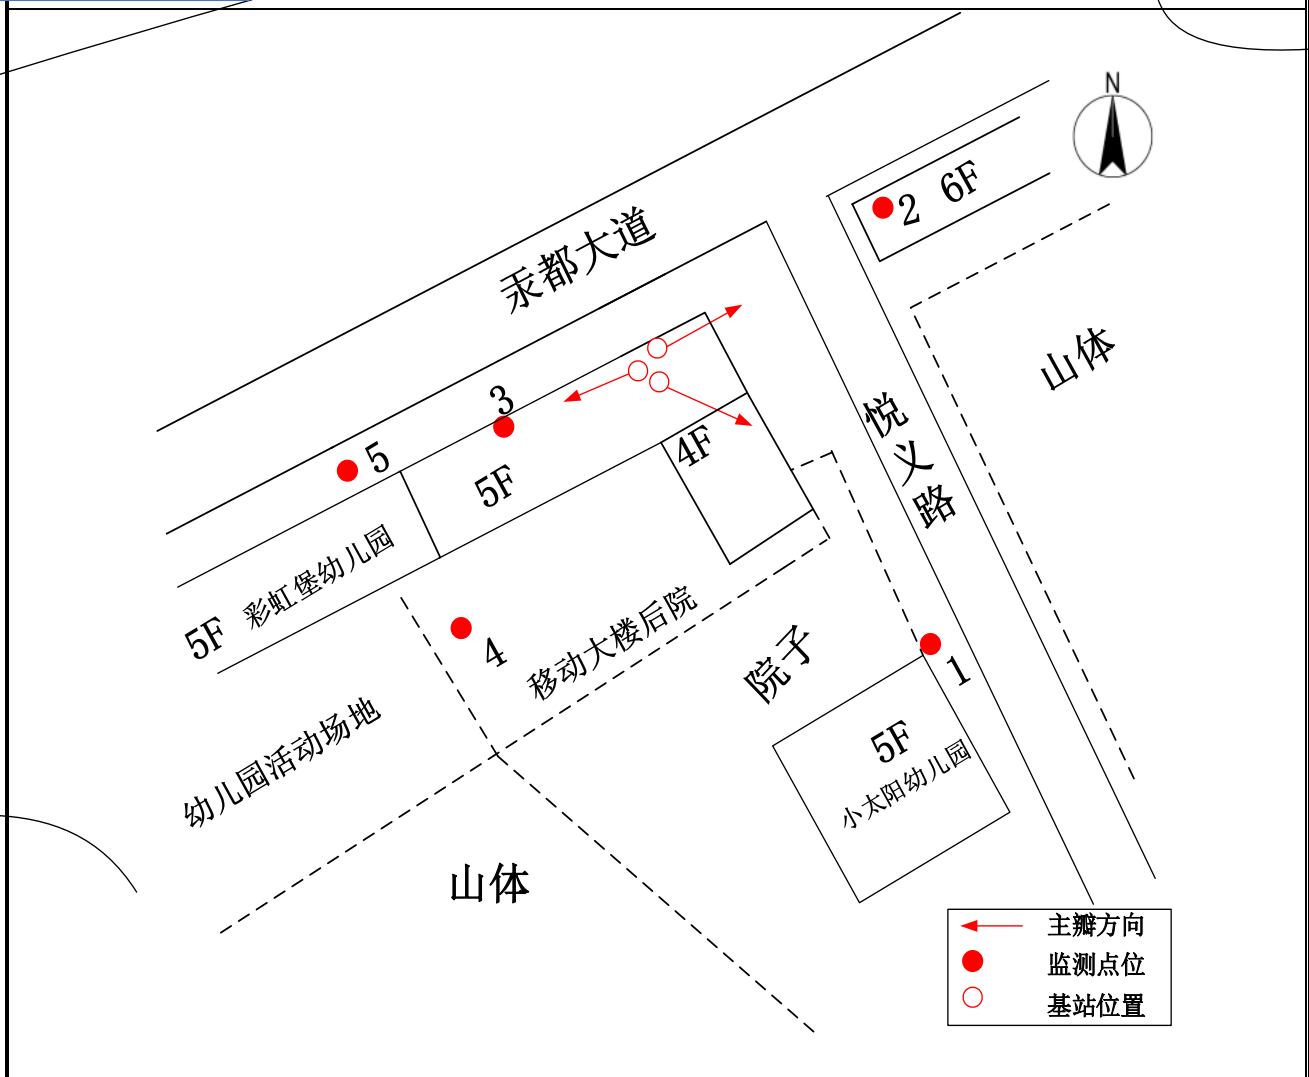 N
2 6F
汞都大道
山体
3
5
悦义路
4F
5F
彩虹堡幼儿园
5F
4
移动大楼后院
院子
1
5F
小太阳幼儿园
幼儿园活动场地
山体
主瓣方向
监测点位
基站位置